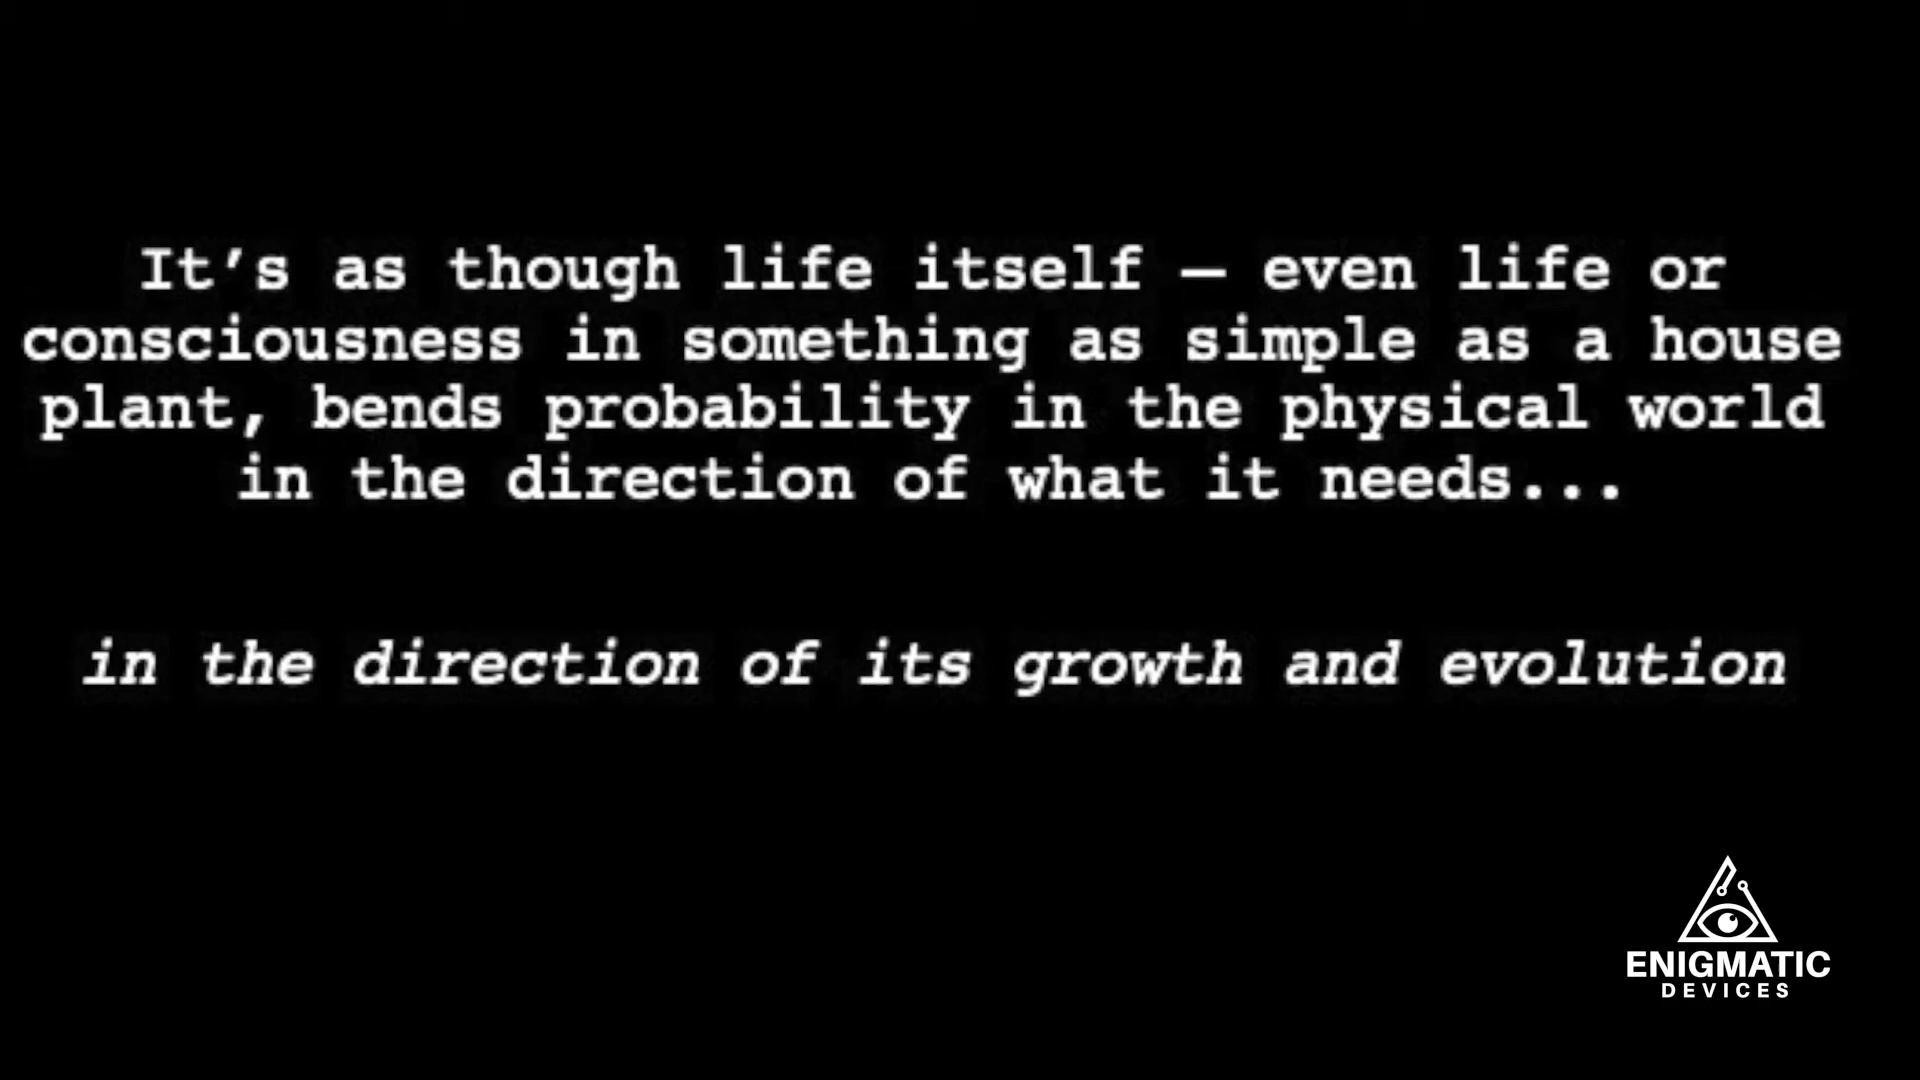 It’s as though life itself — even life or
consciousness in something as simple as a house
plant, bends probability in the physical world
in the direction of what it needs...
in the direction of its growth and evolution
ENIGMATIC
DEVICES